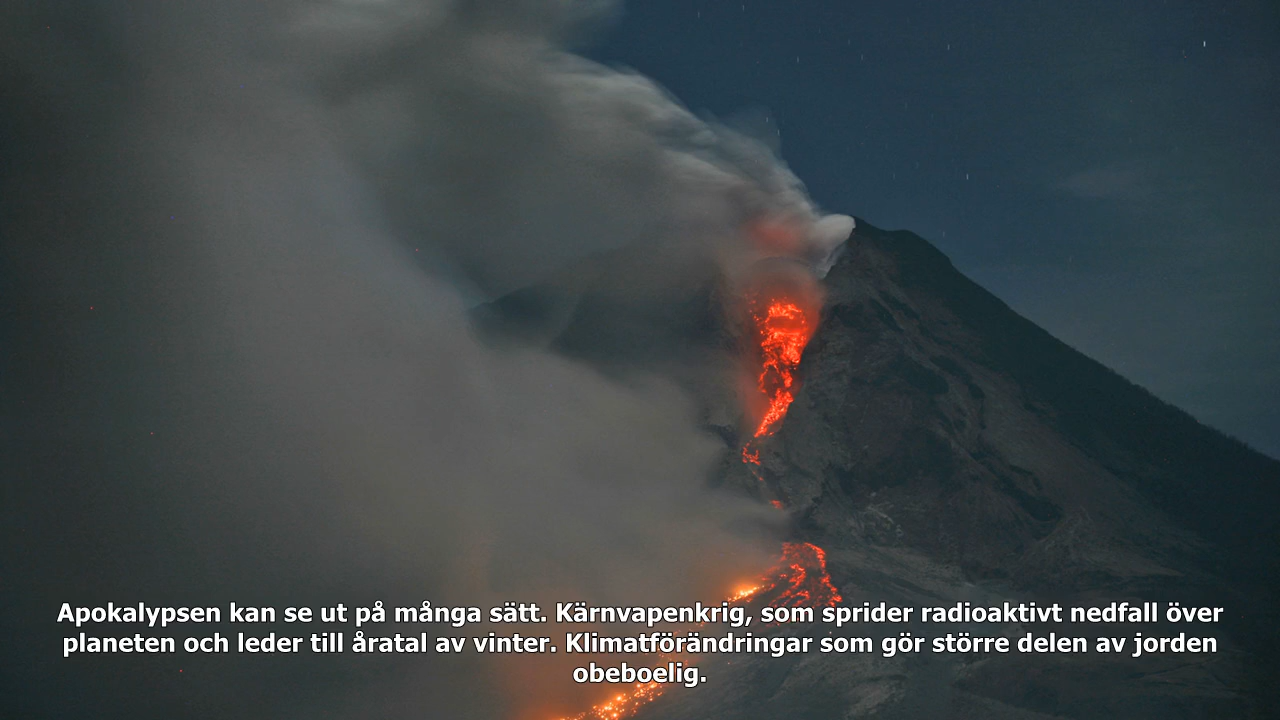 Apokalypsen kan se ut på många sätt. Kärnvapenkrig, som sprider radioaktivt nedfall över
planeten och leder till åratal av vinter. Klimatförändringar som gör större delen av jorden
obeboelig.